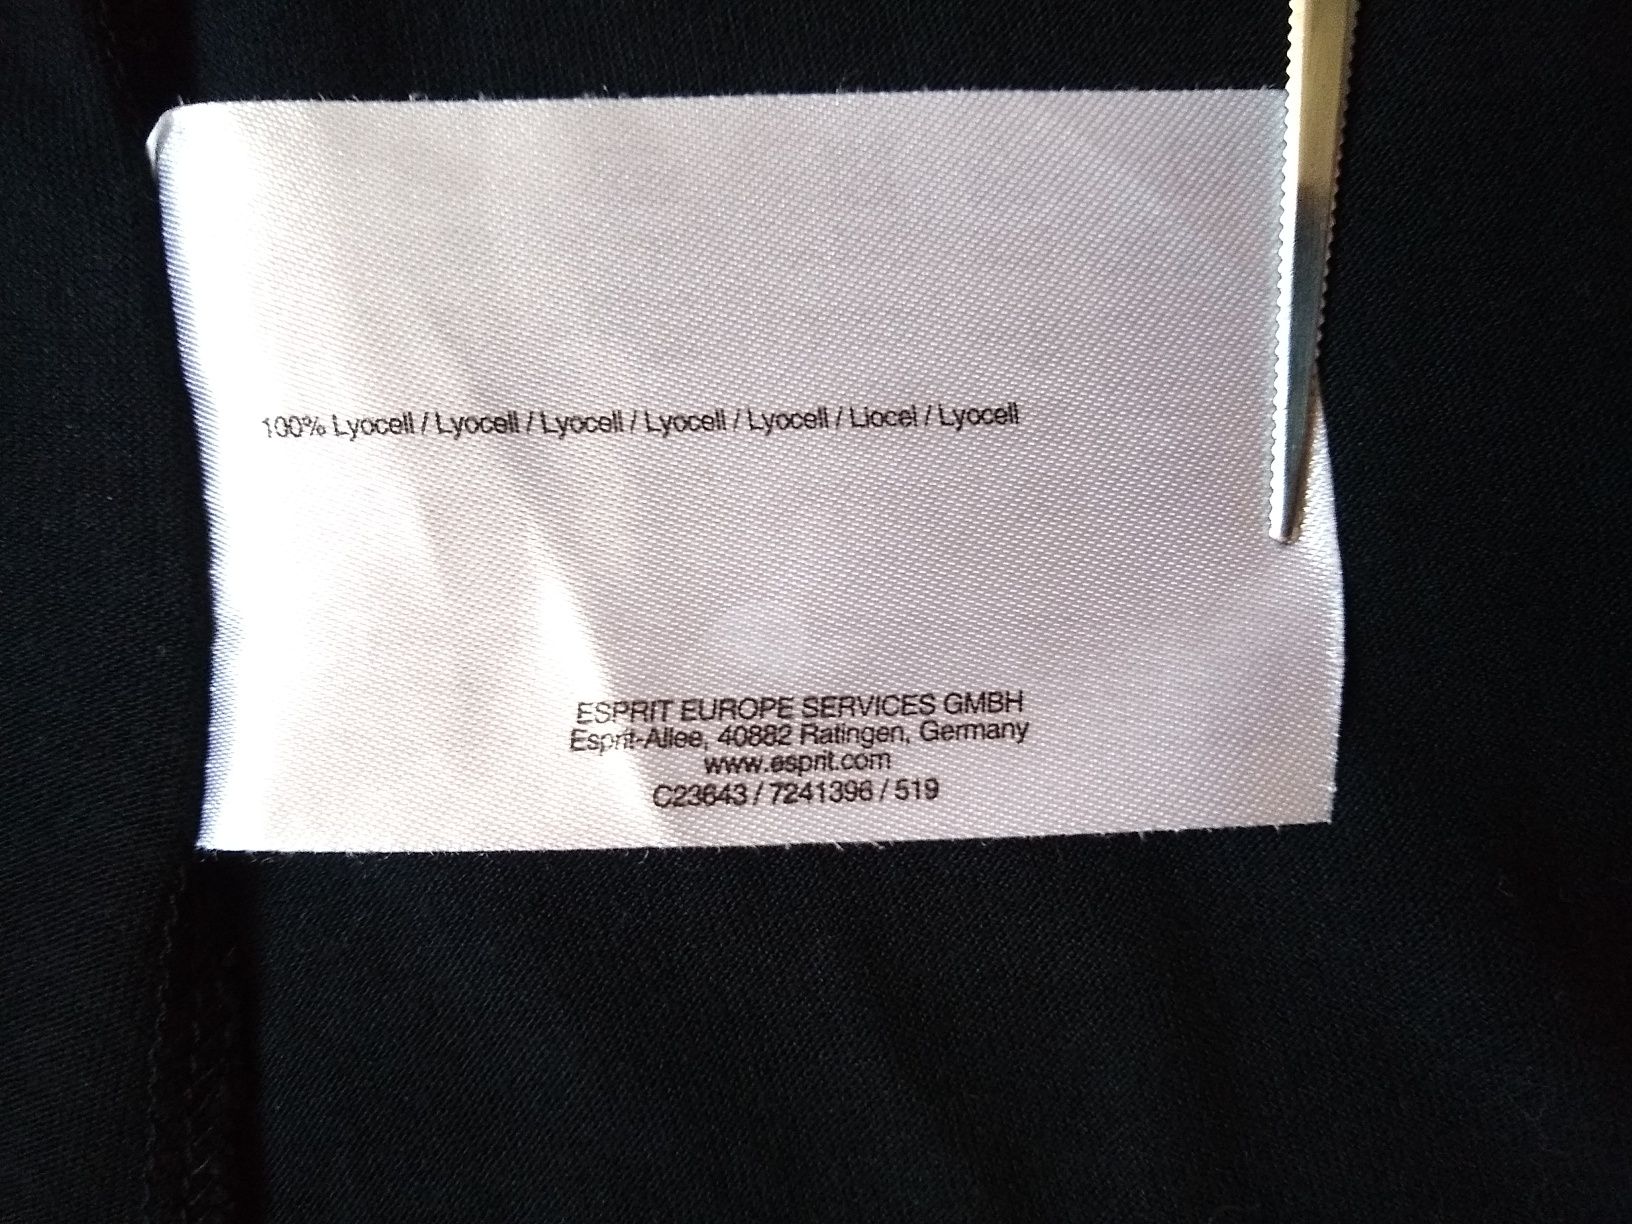 100% Lyocell / Lyocell / Lyocell / Lyocell / Lyocell / Liocel / Lyocell
ESPRIT EUROPE SERVICES GMBH
Esprit-Allee, 40882 Ratingen, Germany
www.esprit.com
C23643 / 7241396 / 519